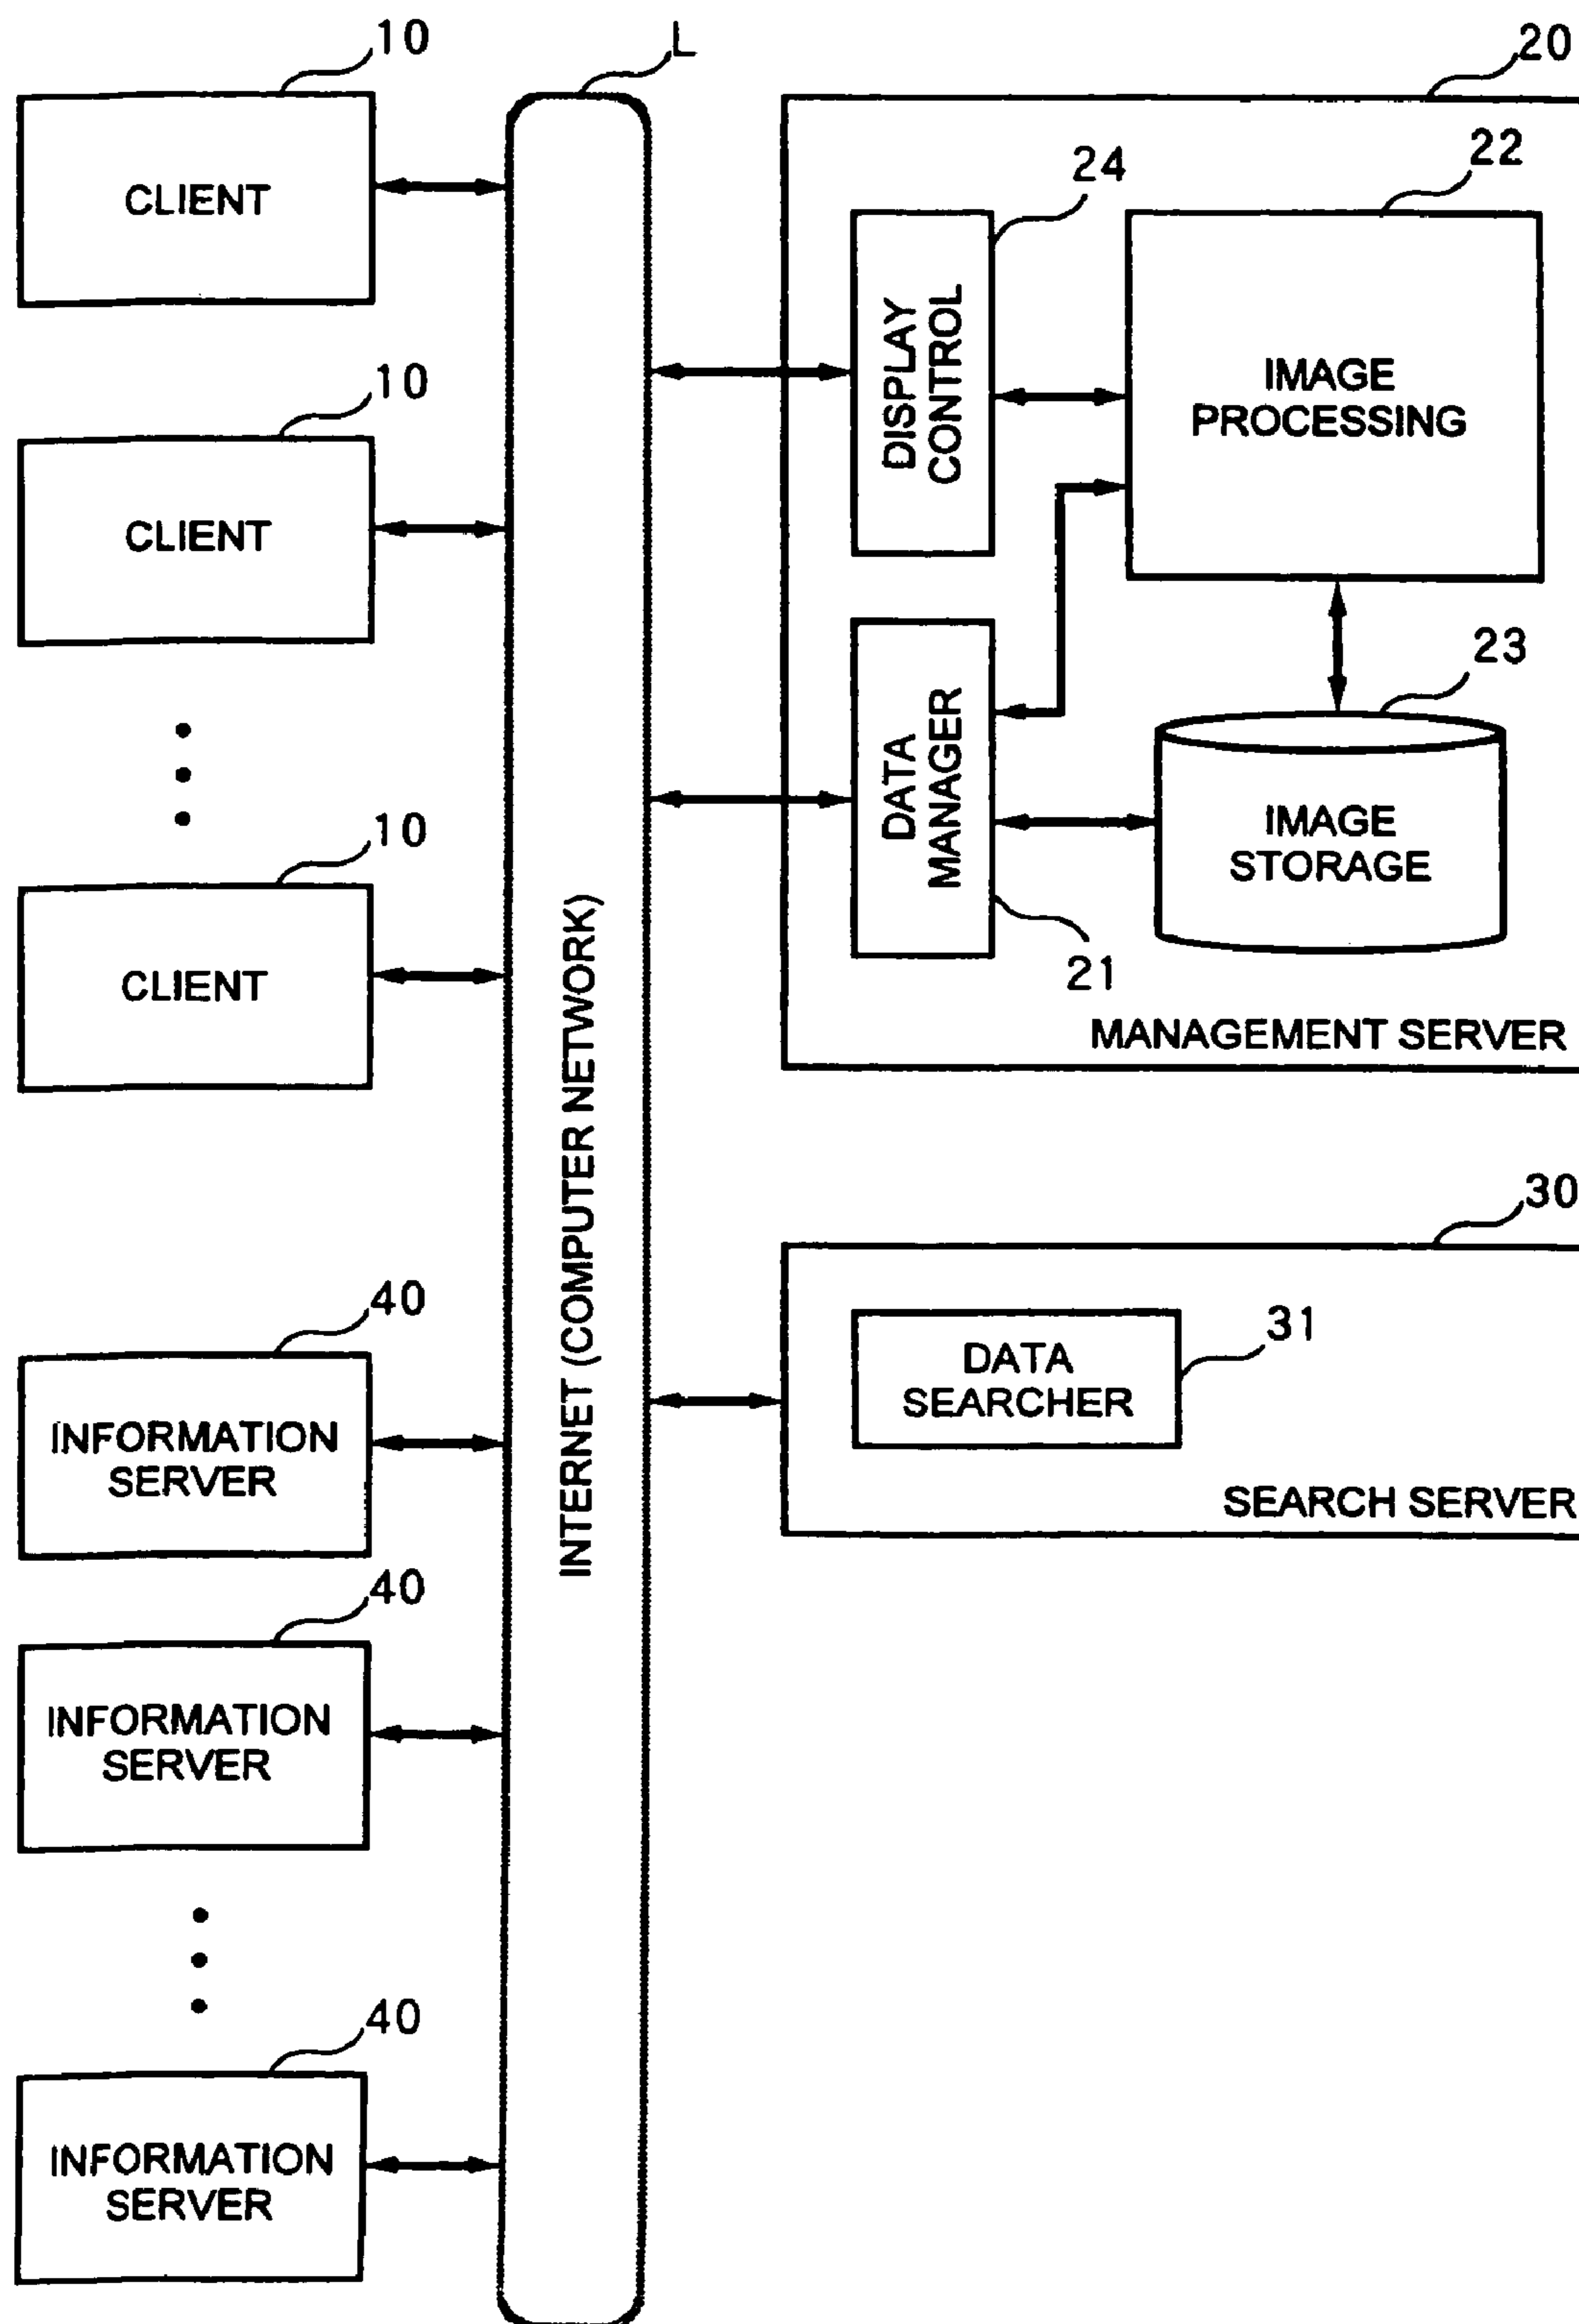 10
CLIENT
10
CLIENT
10
CLIENT
40
INFORMATION
SERVER
40
INFORMATION
SERVER
40
INFORMATION
SERVER
L
INTERNET (COMPUTER NETWORK)
20
24
DISPLAY
CONTROL
22
IMAGE
PROCESSING
DATA
MANAGER
21
23
IMAGE
STORAGE
MANAGEMENT SERVER
30
31
DATA
SEARCHER
SEARCH SERVER